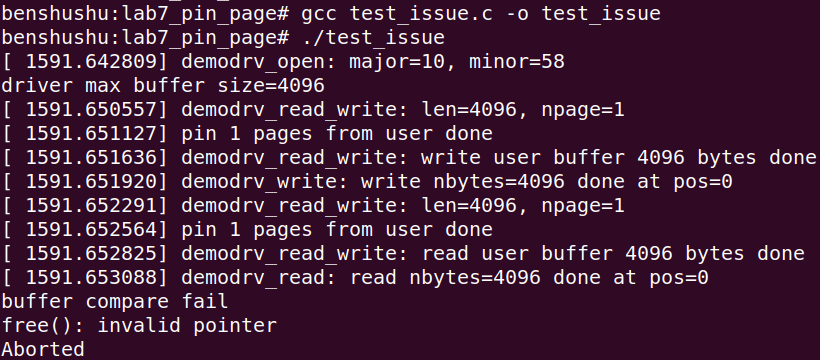 benshushu:lab7_pin_page# gcc test_issue.c -o test_issue
benshushu:lab7_pin_page# ./test_issue
[ 1591.642809] demodrv_open: major=10, minor=58
driver max buffer size=4096
[ 1591.650557] demodrv_read_write: len=4096, npage=1
[ 1591.651127] pin 1 pages from user done
[ 1591.651636] demodrv_read_write: write user buffer 4096 bytes done
[ 1591.651920] demodrv_write: write nbytes=4096 done at pos=0
[ 1591.652291] demodrv_read_write: len=4096, npage=1
[ 1591.652564] pin 1 pages from user done
[ 1591.652825] demodrv_read_write: read user buffer 4096 bytes done
[ 1591.653088] demodrv_read: read nbytes=4096 done at pos=0
buffer compare fail
free(): invalid pointer
Aborted